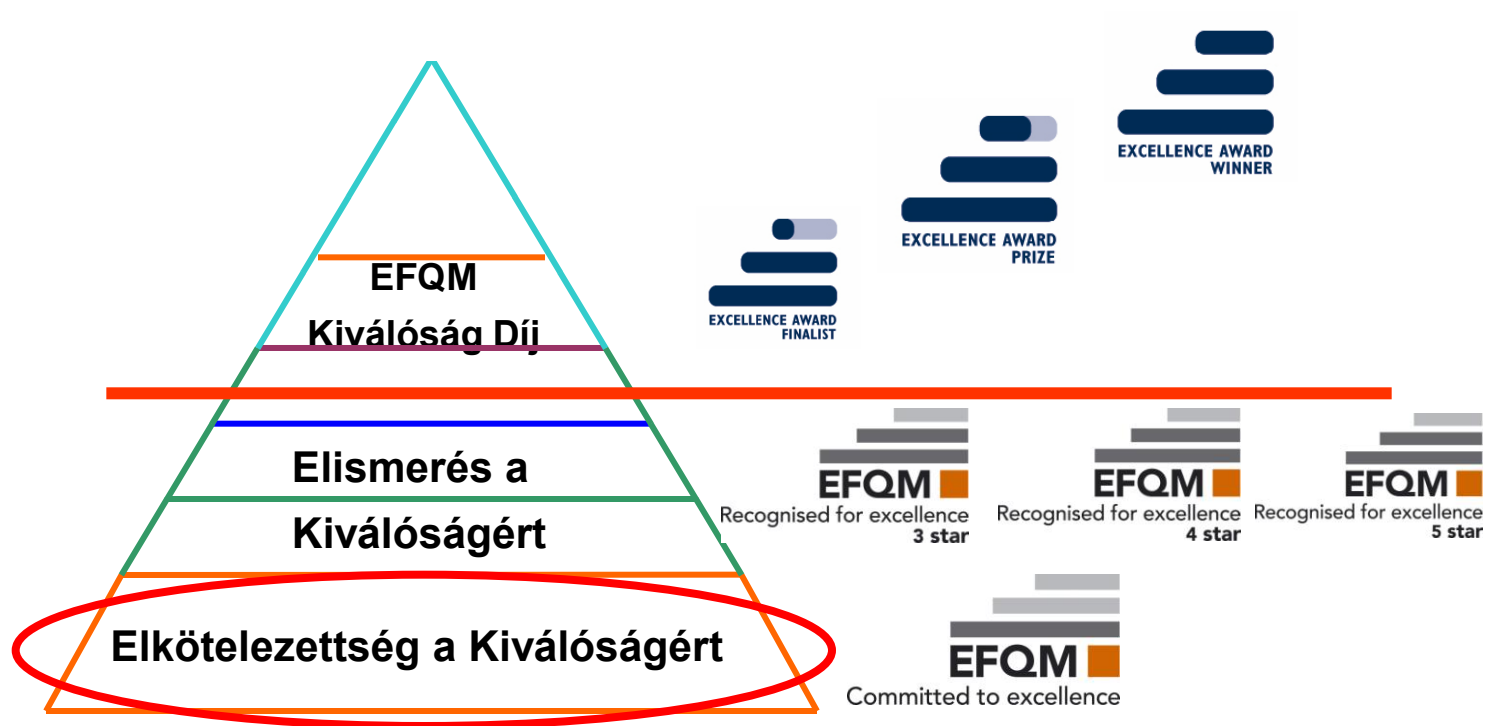 EXCELLENCE AWARD
WINNER
EXCELLENCE AWARD
PRIZE
EXCELLENCE AWARD
FINALIST
EFQM
Kiválóság Díj
Elismerés a
Kiválóságért
EFQM
Recognised for excellence
3 star
EFQM
Recognised for excellence
4 star
EFQM
Recognised for excellence
5 star
Elkötelezettség a Kiválóságért
EFQM
Committed to excellence